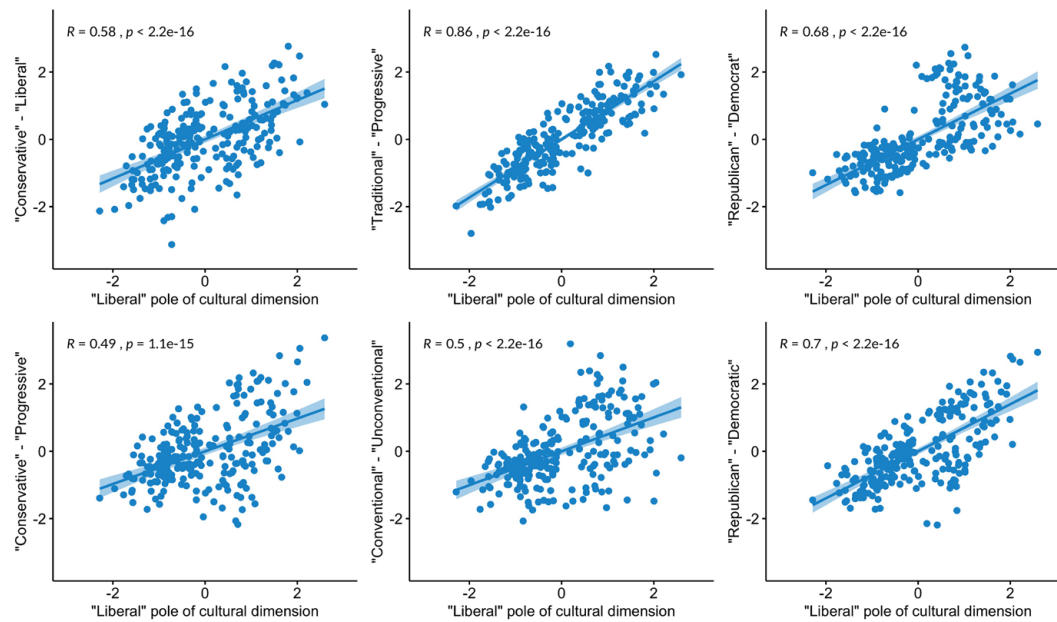 R = 0.58 , p < 2.2e-16
"Conservative" - "Liberal"
2
0
-2
-2
0
2
"Liberal" pole of cultural dimension
R = 0.86 , p < 2.2e-16
"Traditional" - "Progressive"
2
0
-2
-2
0
2
"Liberal" pole of cultural dimension
R = 0.68 , p < 2.2e-16
"Republican" - "Democrat"
2
0
-2
-2
0
2
"Liberal" pole of cultural dimension
R = 0.49 , p = 1.1e-15
"Conservative" - "Progressive"
2
0
-2
-2
0
2
"Liberal" pole of cultural dimension
R = 0.5 , p < 2.2e-16
"Conventional" - "Unconventional"
2
0
-2
-2
0
2
"Liberal" pole of cultural dimension
R = 0.7 , p < 2.2e-16
"Republican" - "Democratic"
2
0
-2
-2
0
2
"Liberal" pole of cultural dimension